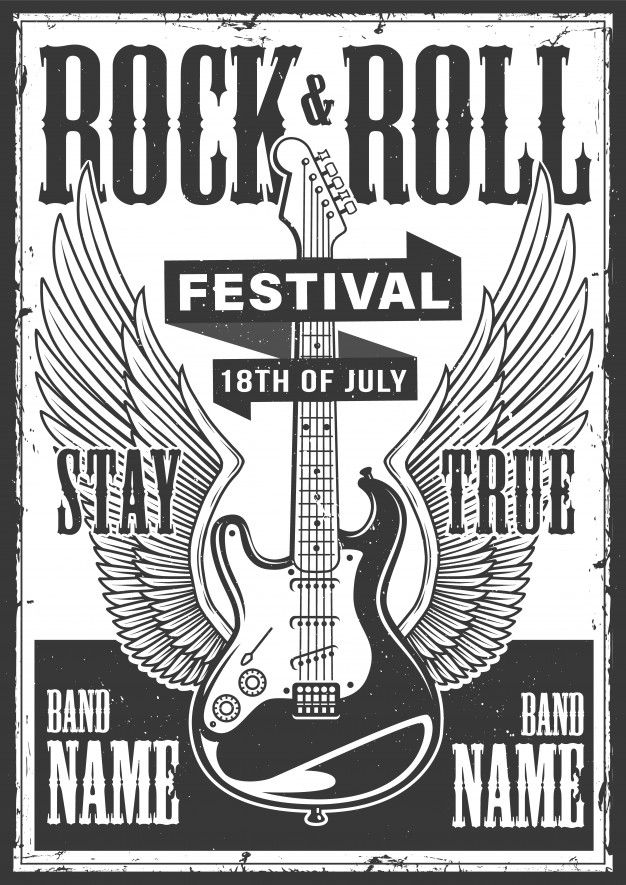 ROCK & ROLL
FESTIVAL
18TH OF JULY
STAY TRUE
BAND NAME
BAND NAME